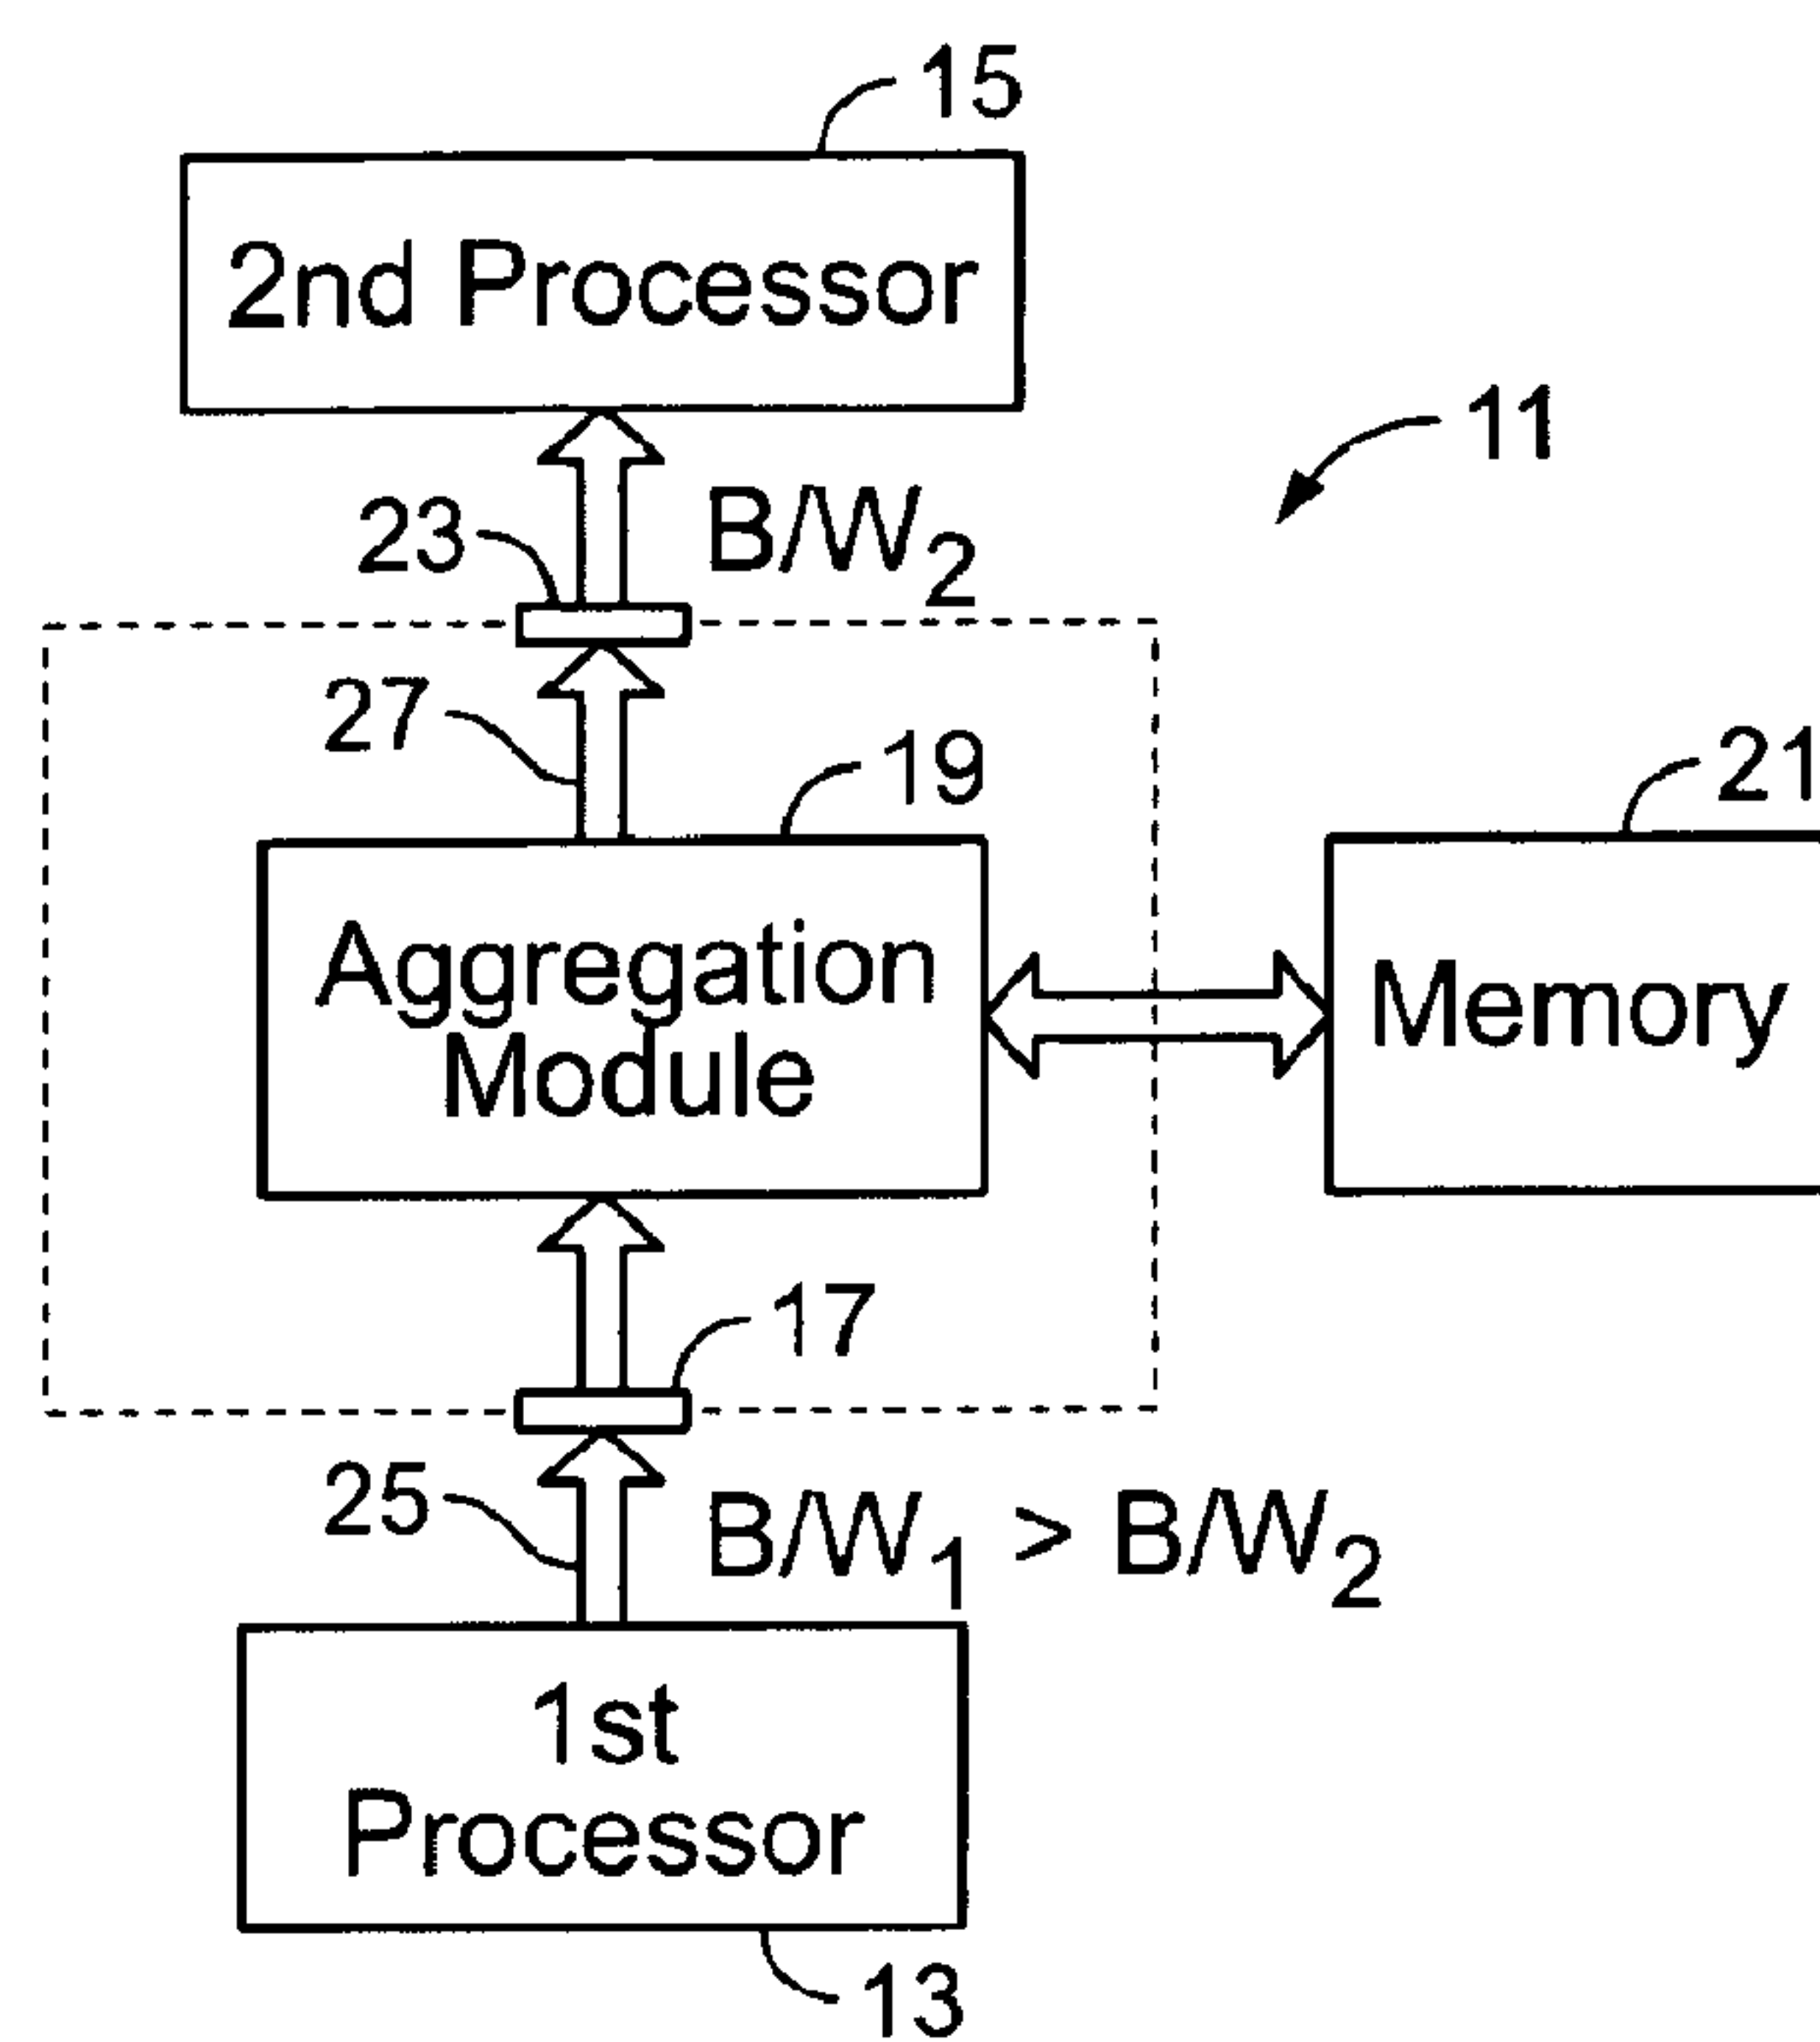 15
2nd Processor
11
23
B/W2
27
19
21
Aggregation
Module
Memory
17
25
B/W1 > B/W2
1st
Processor
13